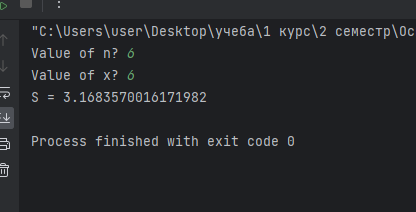 "C:\Users\user\Desktop\учеба\1 курс\2 семестр\Ос
Value of n? 6
Value of x? 6
S = 3.1683570016171982
Process finished with exit code 0